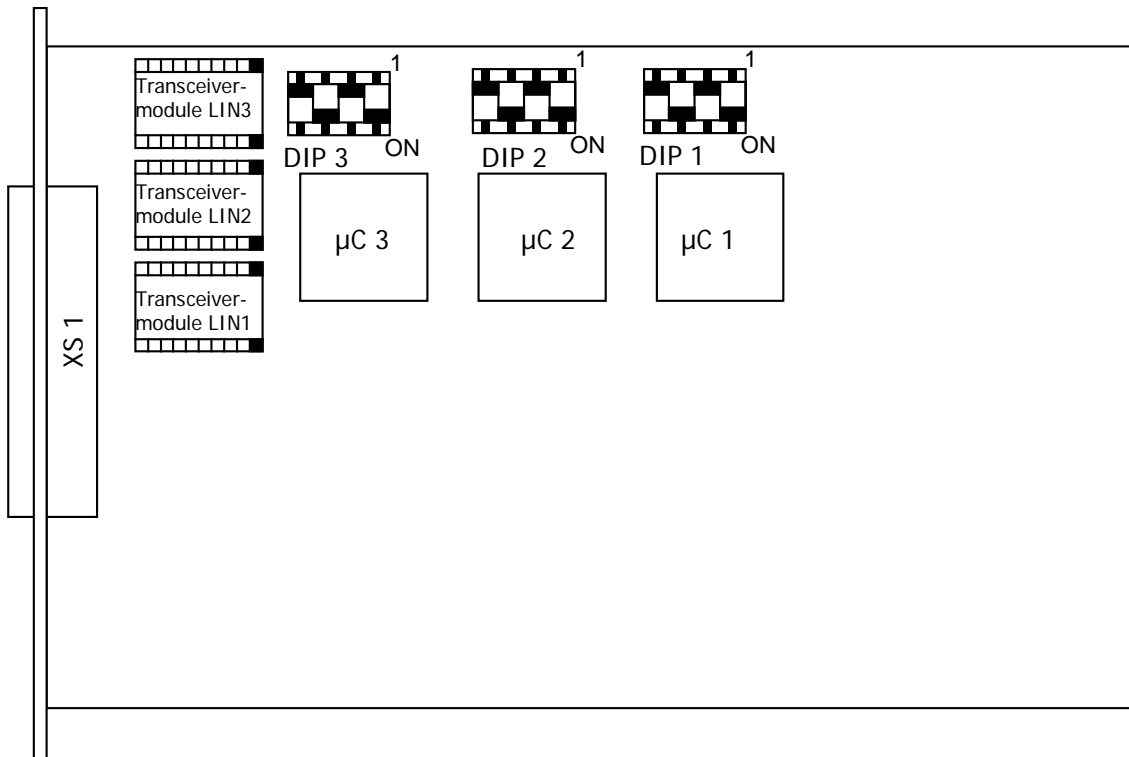 Transceiver-
module LIN3
1
1
1
ON
ON
ON
DIP 3
DIP 2
DIP 1
Transceiver-
module LIN2
µC 3
µC 2
µC 1
Transceiver-
module LIN1
XS 1